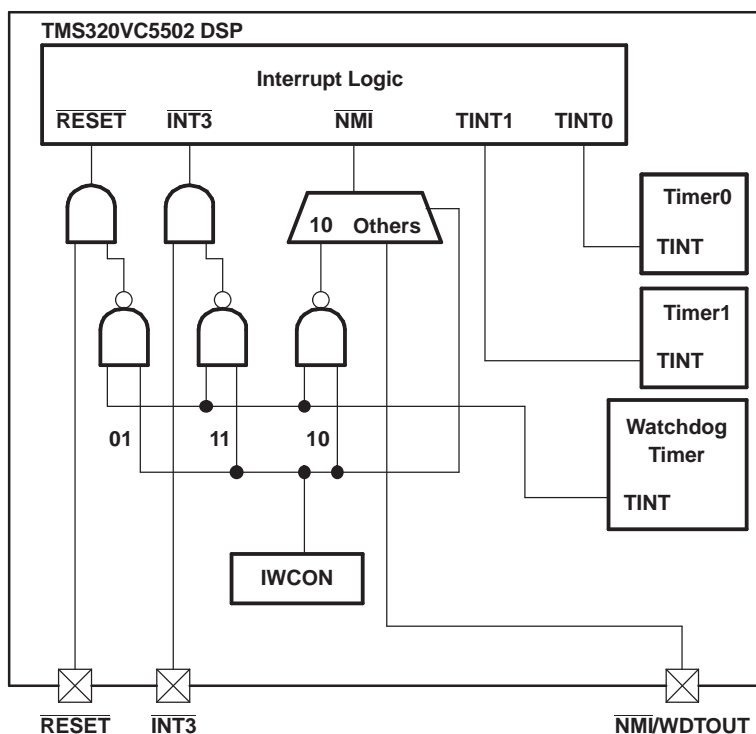 TMS320VC5502 DSP
Interrupt Logic
RESET INT3 NMI TINT1 TINT0
Timer0
10 Others
TINT
Timer1
TINT
01 11 10
Watchdog
Timer
TINT
IWCON
RESET INT3 NMI/WDTOUT